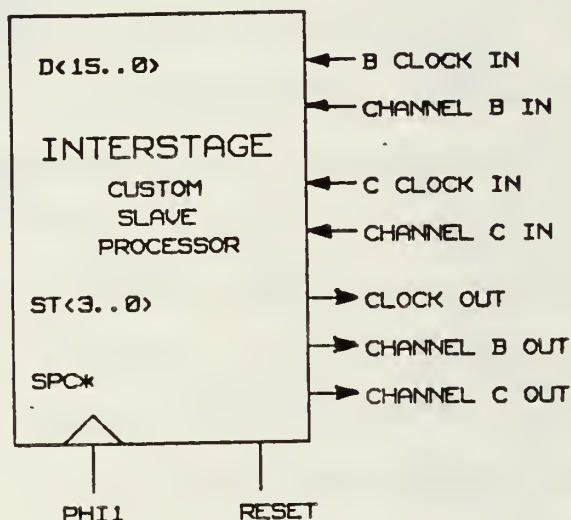 D<15..0>
INTERSTAGE
CUSTOM
SLAVE
PROCESSOR
ST<3..0>
SPC*
B CLOCK IN
CHANNEL B IN
C CLOCK IN
CHANNEL C IN
CLOCK OUT
CHANNEL B OUT
CHANNEL C OUT
PHI1
RESET